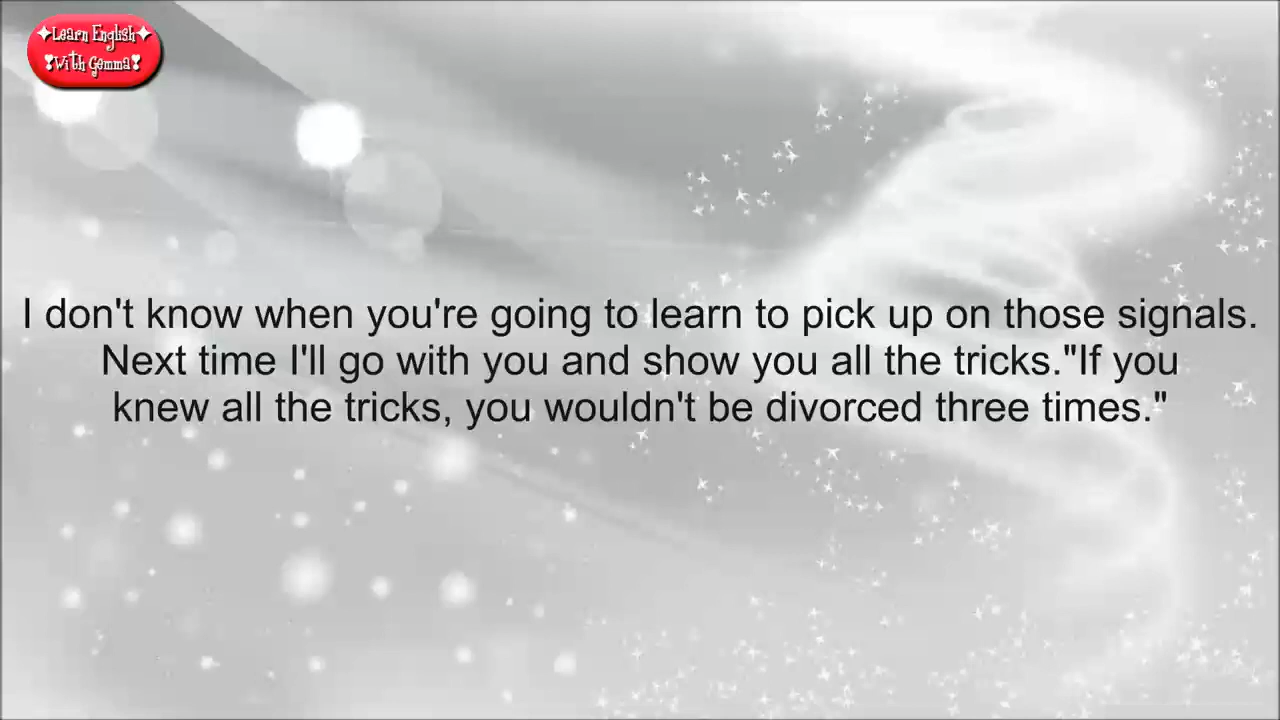 ✦Learn English✦
❢With Gemma❢
I don't know when you're going to learn to pick up on those signals.
Next time I'll go with you and show you all the tricks."If you
knew all the tricks, you wouldn't be divorced three times."